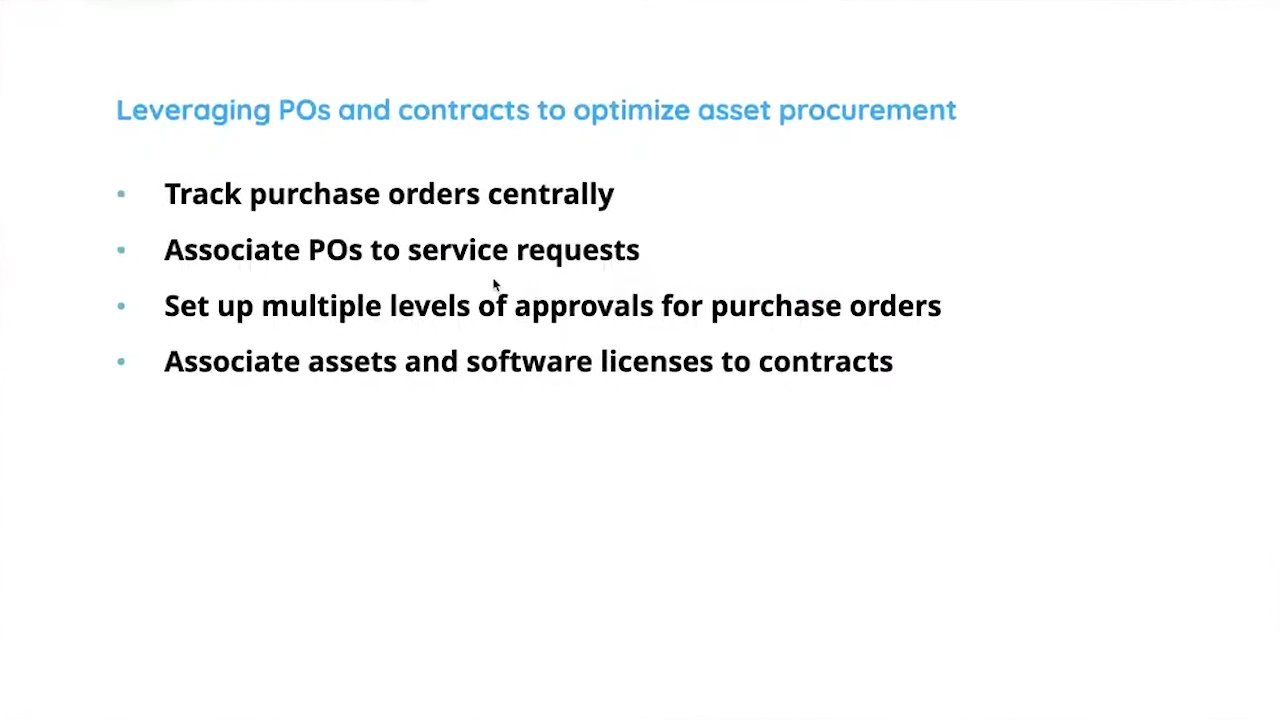 Leveraging POs and contracts to optimize asset procurement
Track purchase orders centrally
Associate POs to service requests
Set up multiple levels of approvals for purchase orders
Associate assets and software licenses to contracts